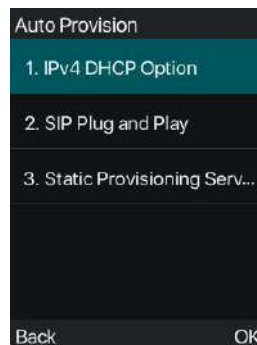 Auto Provision
1. IPv4 DHCP Option
2. SIP Plug and Play
3. Static Provisioning Serv...
Back OK